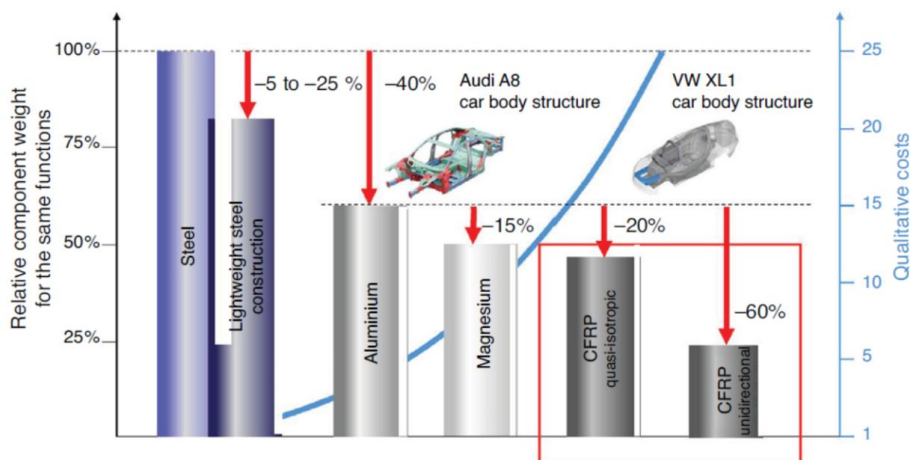 Relative component weight
for the same functions
100%
75%
50%
25%
Steel
Lightweight steel
construction
–5 to –25 %
–40%
Aluminium
Audi A8
car body structure
–15%
Magnesium
VW XL1
car body structure
–20%
CFRP
quasi-isotropic
–60%
CFRP
unidirectional
25
20
15
12
10
5
1
Qualitative costs